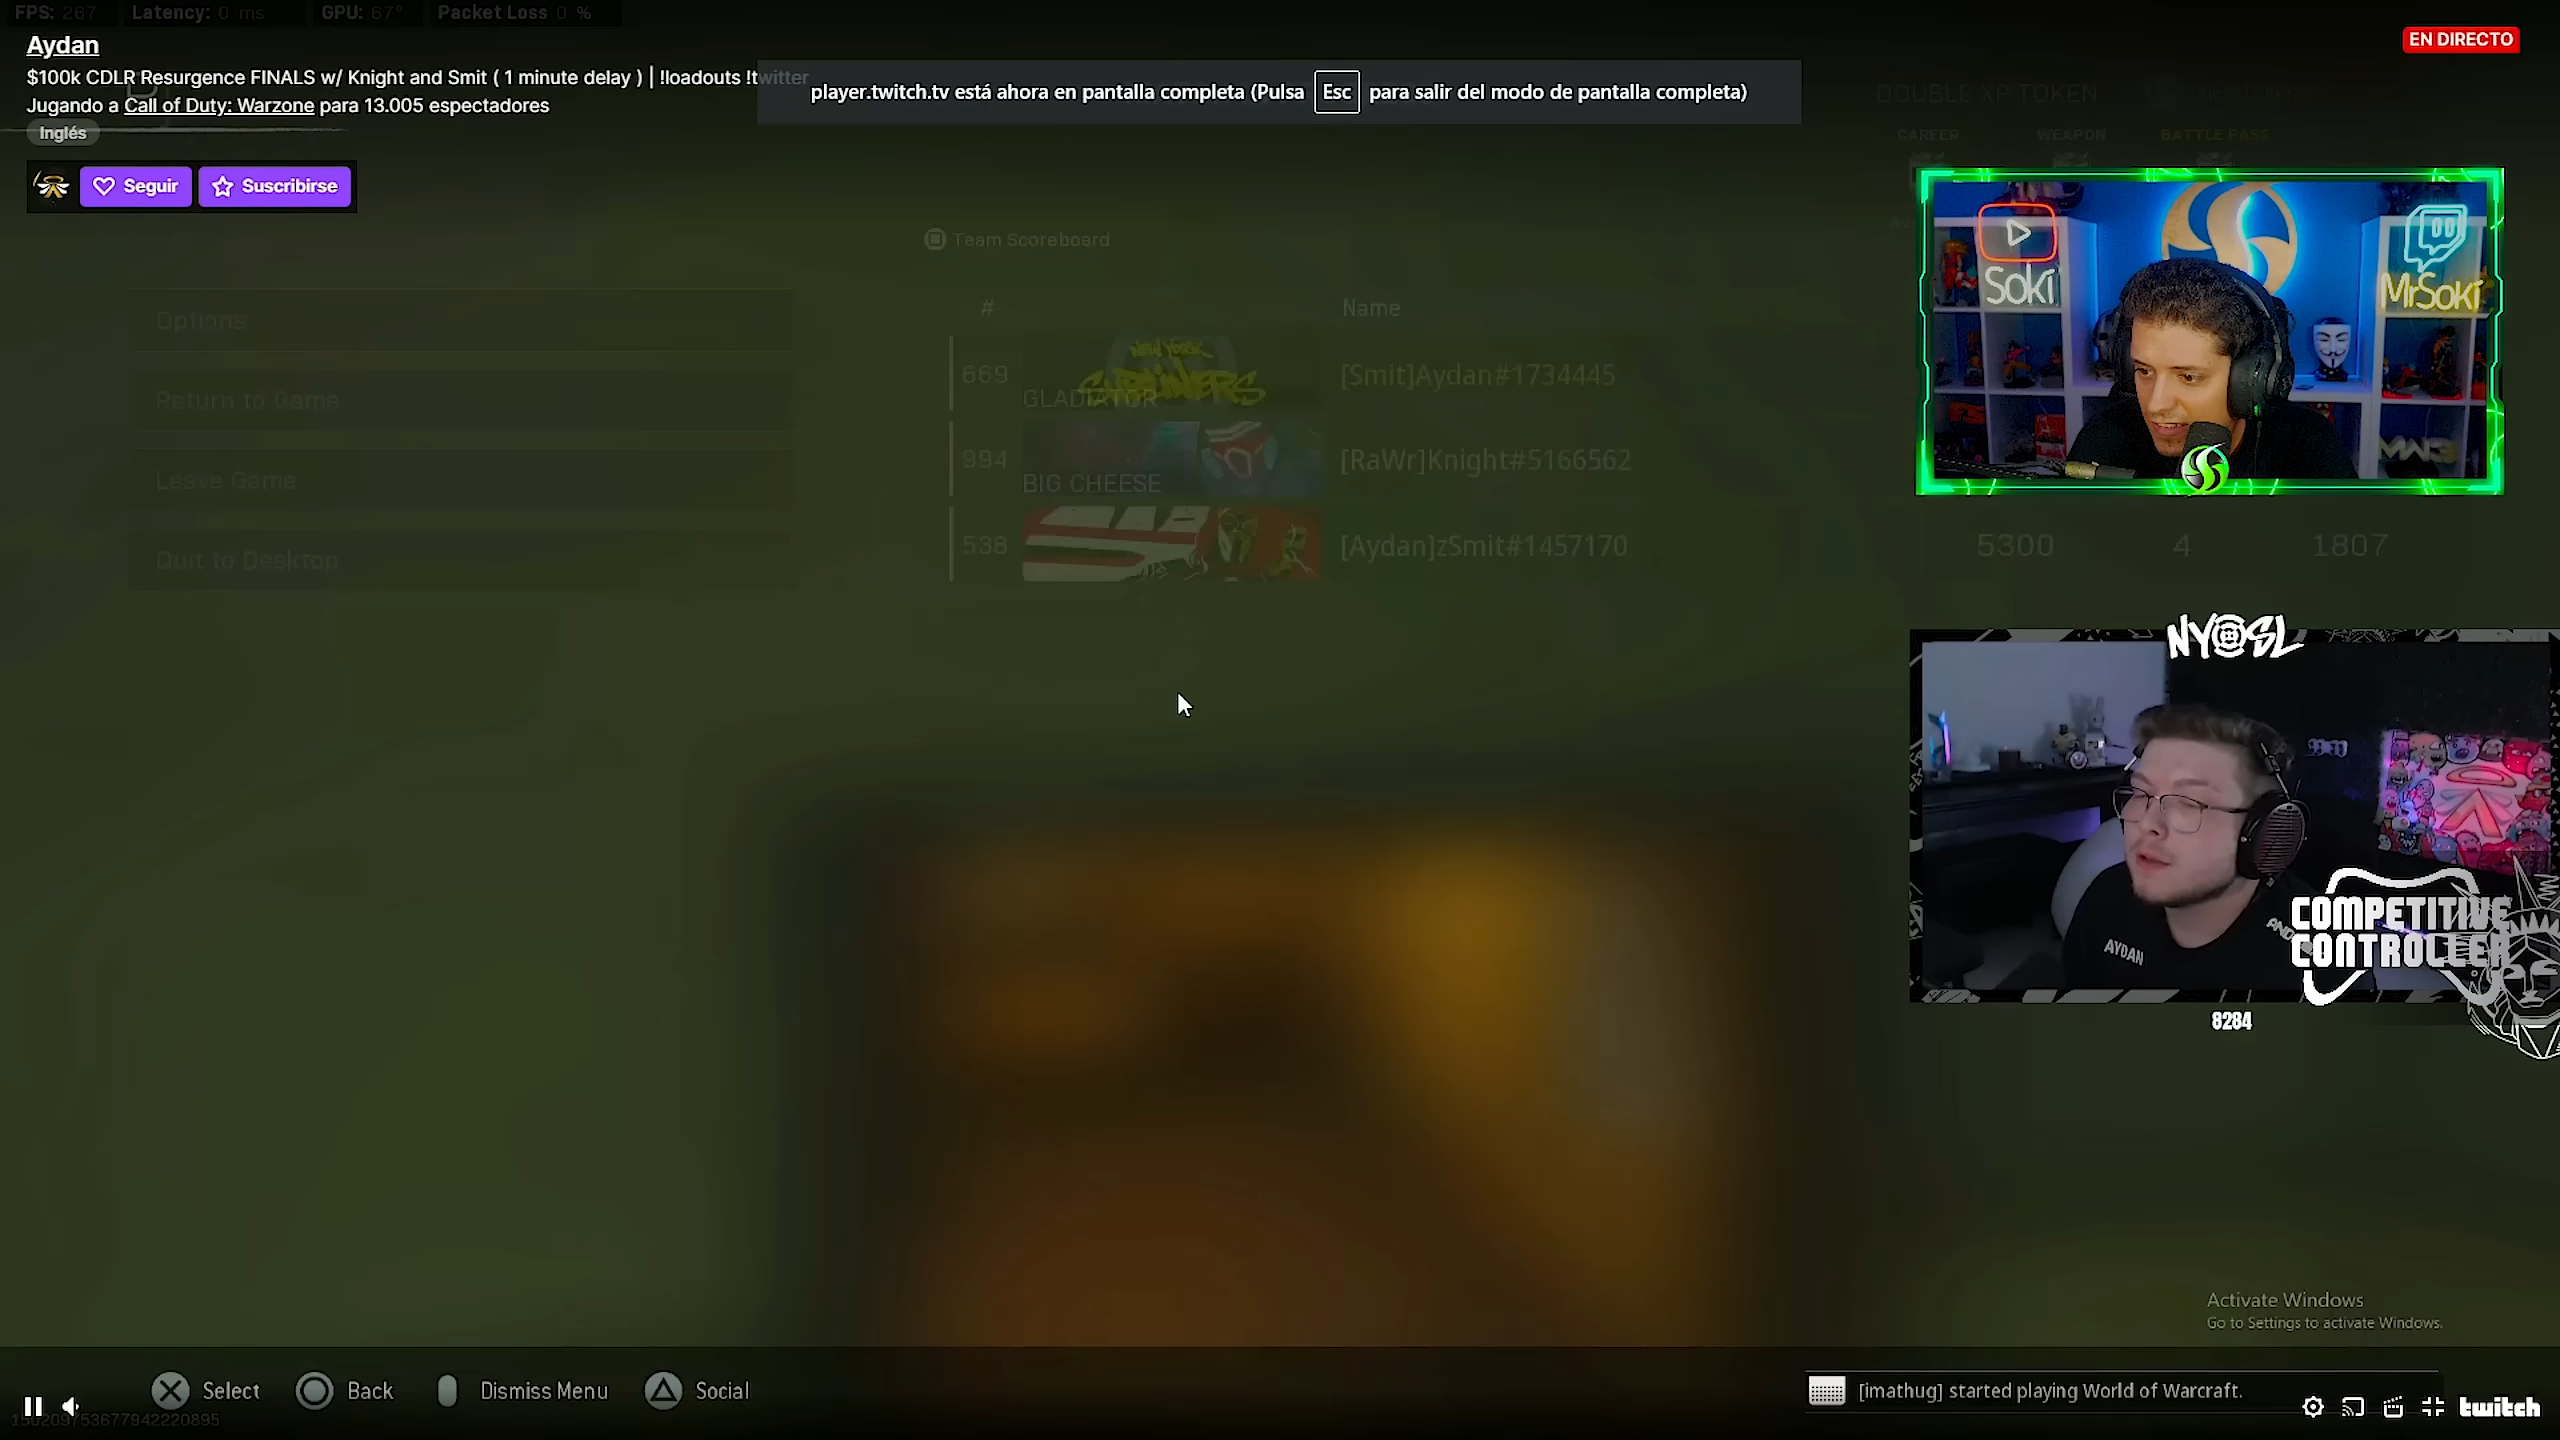 FPS: 267 Latency: 0 ms GPU: 67° Packet Loss 0 %
Aydan
EN DIRECTO
$100k CDLR Resurgence FINALS w/ Knight and Smit ( 1 minute delay ) | !loadouts !twitter
player.twitch.tv está ahora en pantalla completa (Pulsa Esc para salir del modo de pantalla completa)
Jugando a Call of Duty: Warzone para 13.005 espectadores
Inglés
DOUBLE XP TOKEN
CAREER WEAPON BATTLE PASS
Seguir Suscribirse
Soki
MrSoki
MW3
Team Scoreboard
# Name
Options
Return to Game
Leave Game
Quit to Desktop
669 NEW YORK SUBLINERS GLADIATOR [Smit]Aydan#1734445
994 BIG CHEESE [RaWr]Knight#5166562
538 [Aydan]zSmit#1457170
5300 4 1807
NYSL
AYDAN
COMPETITIVE
AND
CONTROLLER
8284
Activate Windows
Go to Settings to activate Windows.
Select Back Dismiss Menu Social
[imathug] started playing World of Warcraft.
twitch